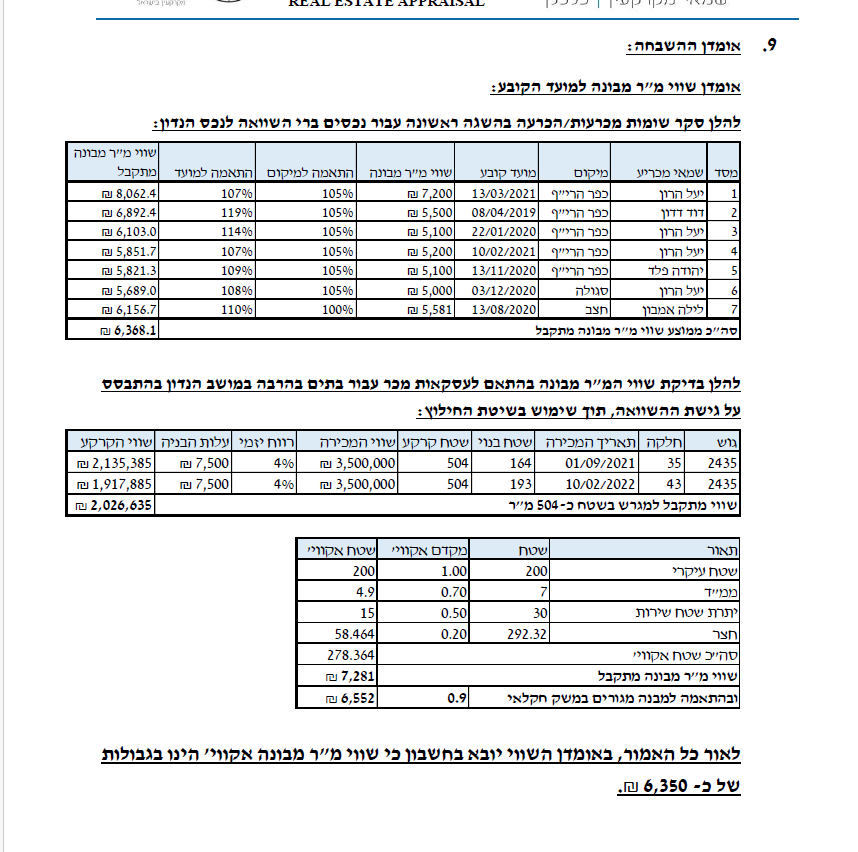 מקרקעין בישראל
REAL ESTATE APPRAISAL
9. אומדן ההשבחה:
אומדן שווי מ"ר מבונה למועד הקובע:
להלן סקר שומות מכרעות/הכרעה בהשגה ראשונה עבור נכסים ברי השוואה לנכס הנדון:
מסד שמאי מכריע מיקום מועד קובע שווי מ"ר מבונה התאמה למיקום התאמה למועד שווי מ"ר מבונה מתקבל
1 יעל הרון כפר הרי"ף 13/03/2021 7,200 ₪ 105% 107% 8,062.4 ₪
2 דוד דדון כפר הרי"ף 08/04/2019 5,500 ₪ 105% 119% 6,892.4 ₪
3 יעל הרון כפר הרי"ף 22/01/2020 5,100 ₪ 105% 114% 6,103.0 ₪
4 יעל הרון כפר הרי"ף 10/02/2021 5,200 ₪ 105% 107% 5,851.7 ₪
5 יהודה פלד כפר הרי"ף 13/11/2020 5,100 ₪ 105% 109% 5,821.3 ₪
6 יעל הרון סגולה 03/12/2020 5,000 ₪ 105% 108% 5,689.0 ₪
7 לילה אמבון חצב 13/08/2020 5,581 ₪ 100% 110% 6,156.7 ₪
סה"כ ממוצע שווי מ"ר מבונה מתקבל 6,368.1 ₪
להלן בדיקת שווי המ"ר מבונה בהתאם לעסקאות מכר עבור בתים בהרבה במושב הנדון בהתבסס
על גישת ההשוואה, תוך שימוש בשיטת החילוץ:
גוש חלקה תאריך המכירה שטח בנוי שטח קרקע שווי המכירה רווח יזמי עלות הבניה שווי הקרקע
2435 35 01/09/2021 164 504 3,500,000 ₪ 4% 7,500 ₪ 2,135,385 ₪
2435 43 10/02/2022 193 504 3,500,000 ₪ 4% 7,500 ₪ 1,917,885 ₪
שווי מתקבל למגרש בשטח כ-504 מ"ר 2,026,635 ₪
תאור שטח מקדם אקווי' שטח אקווי'
שטח עיקרי 200 1.00 200
ממ"ד 7 0.70 4.9
יתרת שטח שירות 30 0.50 15
חצר 292.32 0.20 58.464
סה"כ שטח אקווי' 278.364
שווי מ"ר מבונה מתקבל 7,281 ₪
ובהתאמה למבנה מגורים במשק חקלאי 0.9 6,552 ₪
לאור כל האמור, באומדן השווי יובא בחשבון כי שווי מ"ר מבונה אקווי' הינו בגבולות
של כ- 6,350 ₪.